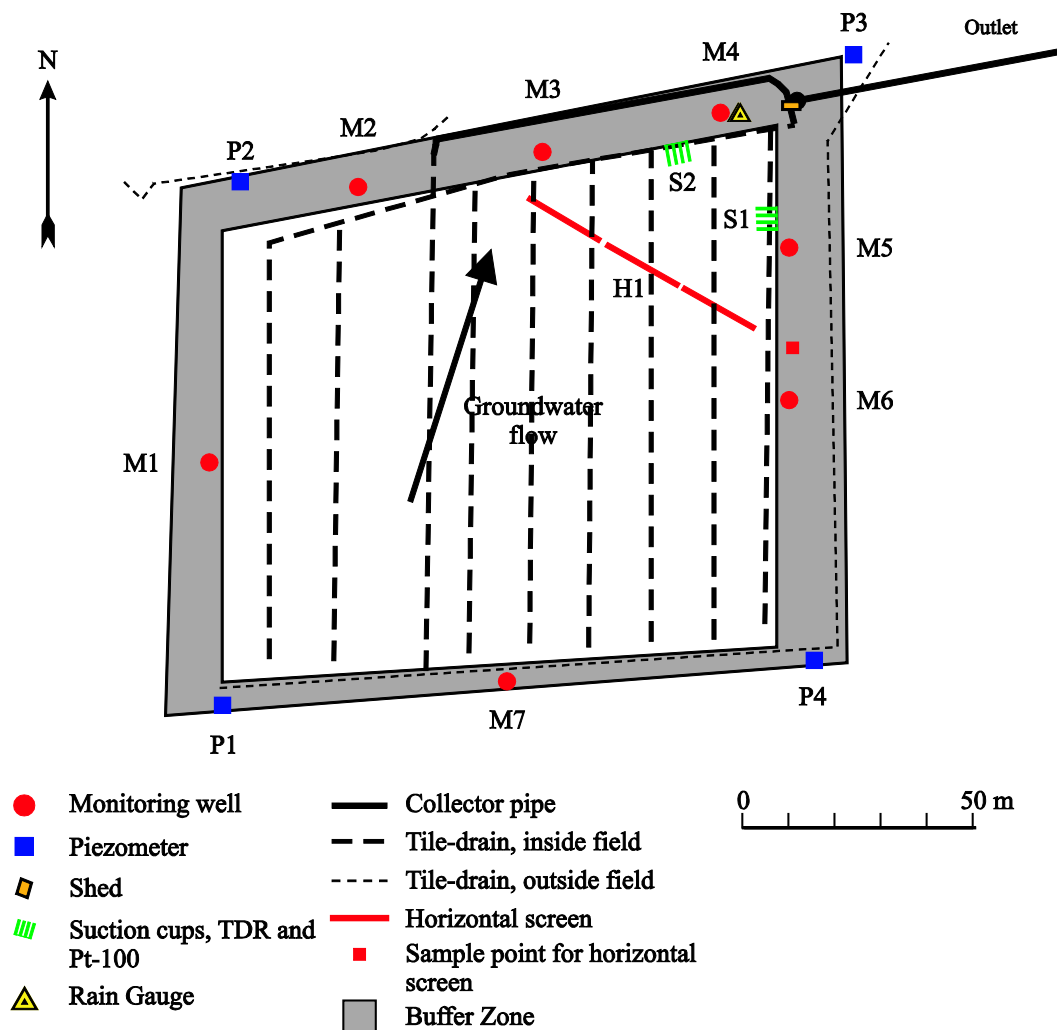 P3
Outlet
M4
N
M3
M2
P2
S2
S1
M5
H1
Groundwater
flow
M6
M1
P4
M7
P1
Monitoring well
Piezometer
Shed
Suction cups, TDR and
Pt-100
Rain Gauge
Collector pipe
Tile-drain, inside field
Tile-drain, outside field
Horizontal screen
Sample point for horizontal
screen
Buffer Zone
0 50 m